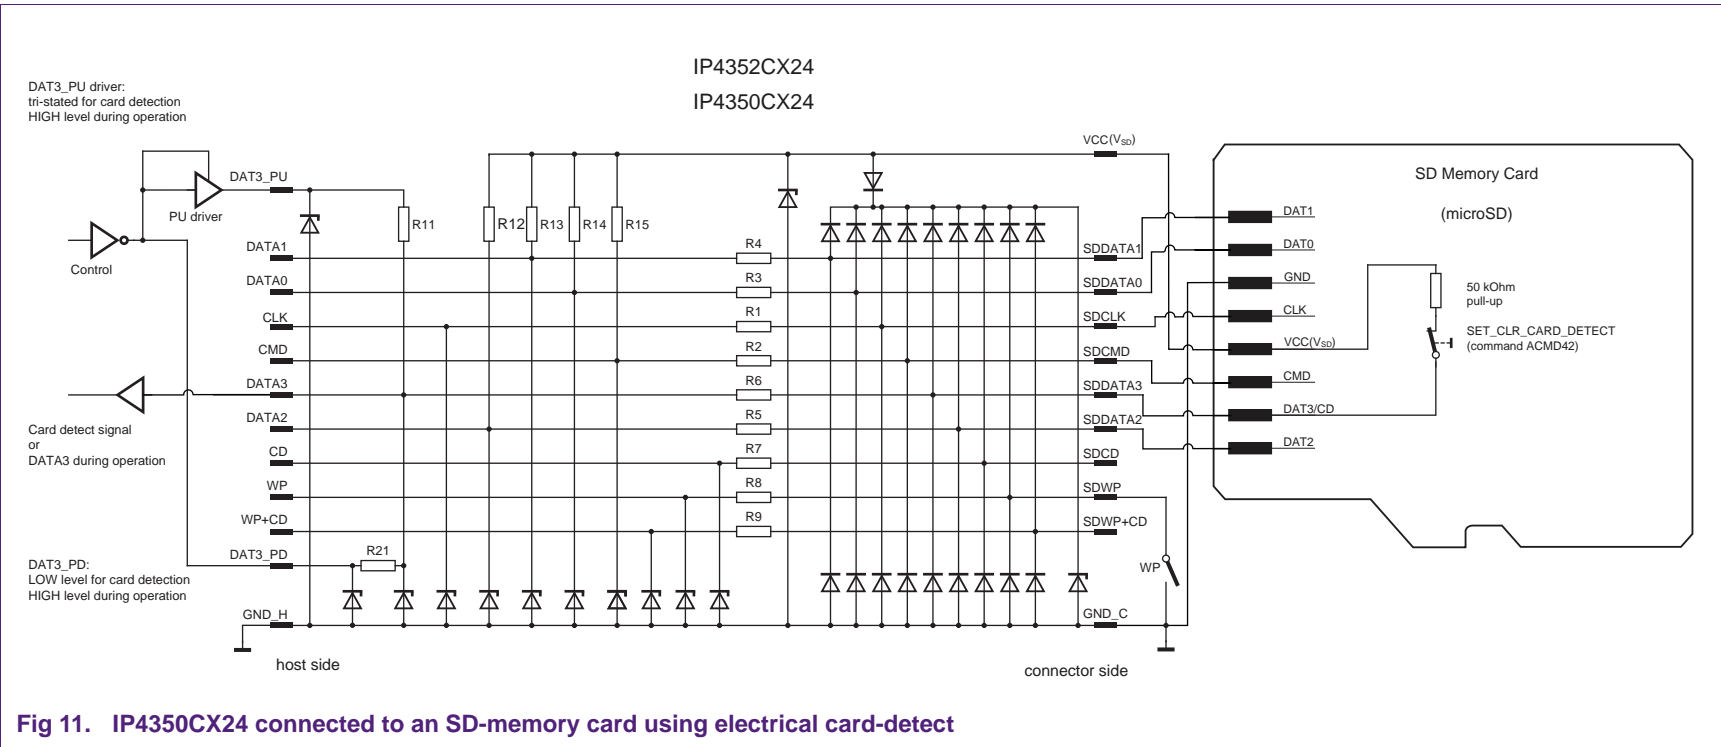 IP4352CX24
IP4350CX24
DAT3_PU driver:
tri-stated for card detection
HIGH level during operation
DAT3_PU
PU driver
Control
R11
R12
R13
R14
R15
VCC(VSD)
DATA1
R4
SDDATA1
DATA0
R3
SDDATA0
CLK
R1
SDCLK
CMD
R2
SDCMD
DATA3
R6
SDDATA3
DATA2
R5
SDDATA2
CD
R7
SDCD
WP
R8
SDWP
WP+CD
R9
SDWP+CD
DAT3_PD
R21
GND_H
GND_C
WP
Card detect signal
or
DATA3 during operation
DAT3_PD:
LOW level for card detection
HIGH level during operation
host side
connector side
SD Memory Card
(microSD)
DAT1
DAT0
GND
CLK
VCC(VSD)
CMD
DAT3/CD
DAT2
50 kOhm
pull-up
SET_CLR_CARD_DETECT
(command ACMD42)
Fig 11. IP4350CX24 connected to an SD-memory card using electrical card-detect